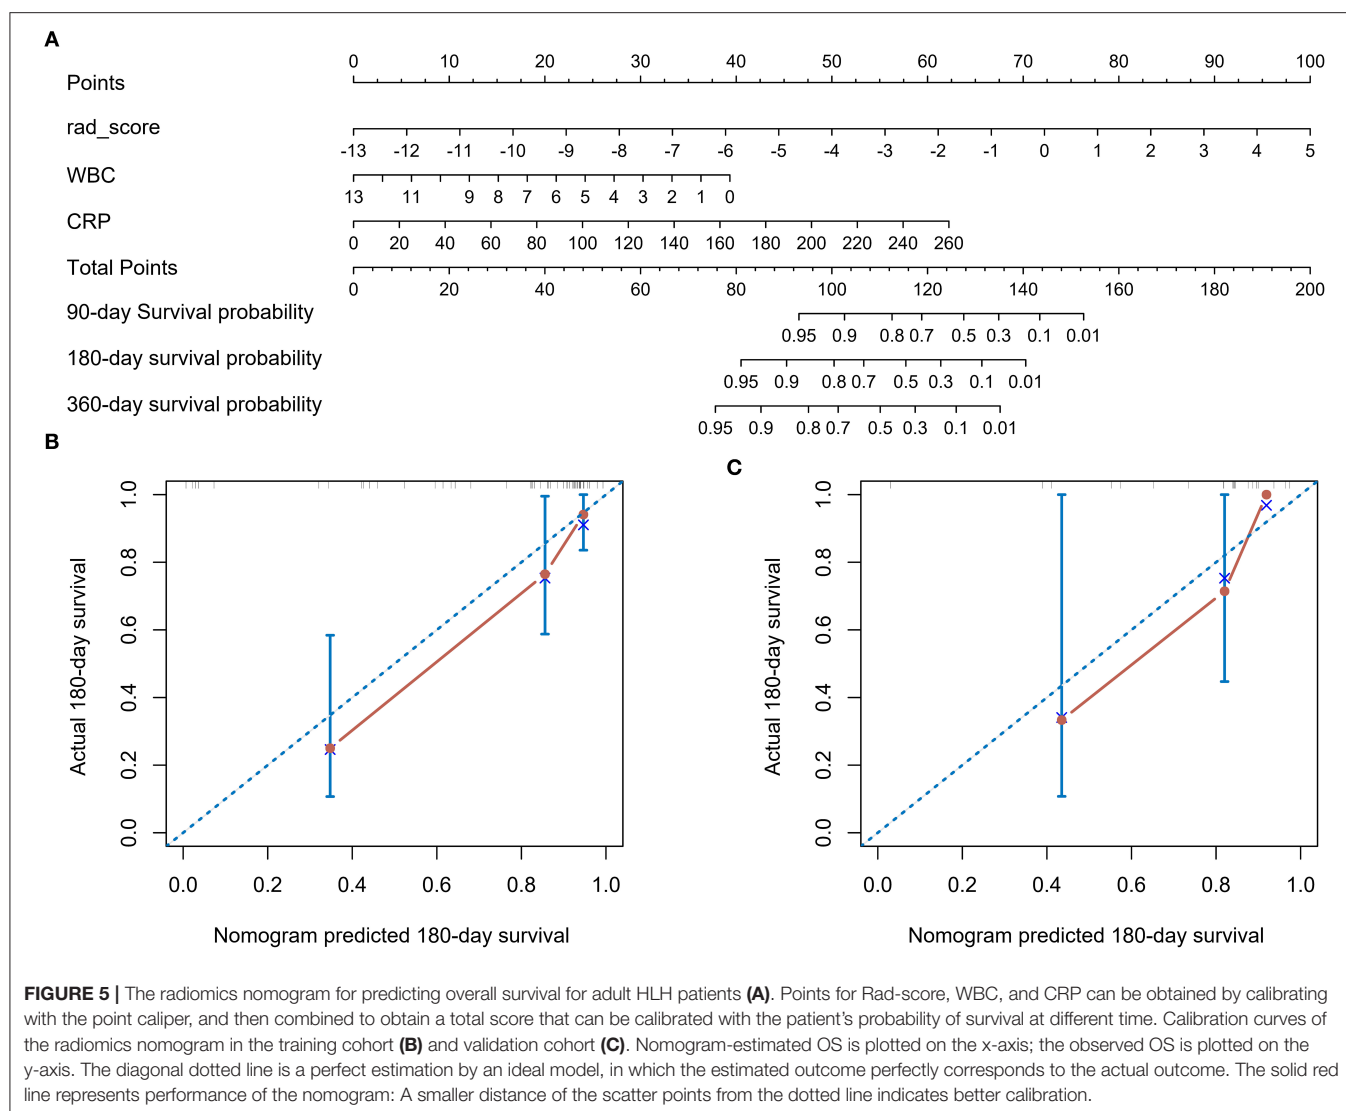 A
0 10 20 30 40 50 60 70 80 90 100
Points
rad_score
-13 -12 -11 -10 -9 -8 -7 -6 -5 -4 -3 -2 -1 0 1 2 3 4 5
WBC
13 11 9 8 7 6 5 4 3 2 1 0
CRP
0 20 40 60 80 100 120 140 160 180 200 220 240 260
Total Points
0 20 40 60 80 100 120 140 160 180 200
90-day Survival probability
0.95 0.9 0.8 0.7 0.5 0.3 0.1 0.01
180-day survival probability
0.95 0.9 0.8 0.7 0.5 0.3 0.1 0.01
360-day survival probability
0.95 0.9 0.8 0.7 0.5 0.3 0.1 0.01
B
Actual 180-day survival
1.0
0.8
0.6
0.4
0.2
0.0
0.0 0.2 0.4 0.6 0.8 1.0
Nomogram predicted 180-day survival
C
Actual 180-day survival
1.0
0.8
0.6
0.4
0.2
0.0
0.0 0.2 0.4 0.6 0.8 1.0
Nomogram predicted 180-day survival
FIGURE 5 | The radiomics nomogram for predicting overall survival for adult HLH patients (A). Points for Rad-score, WBC, and CRP can be obtained by calibrating
with the point caliper, and then combined to obtain a total score that can be calibrated with the patient's probability of survival at different time. Calibration curves of
the radiomics nomogram in the training cohort (B) and validation cohort (C). Nomogram-estimated OS is plotted on the x-axis; the observed OS is plotted on the
y-axis. The diagonal dotted line is a perfect estimation by an ideal model, in which the estimated outcome perfectly corresponds to the actual outcome. The solid red
line represents performance of the nomogram: A smaller distance of the scatter points from the dotted line indicates better calibration.